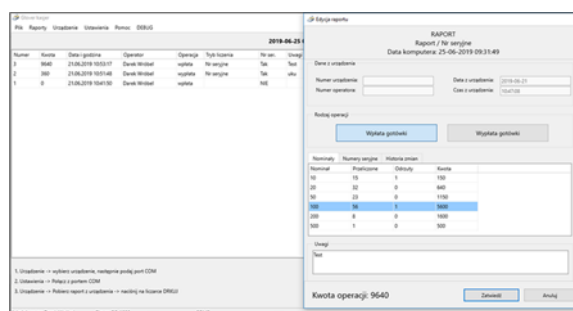 Pliki Raporty Urządzenie Ustawienia Pomoc DEBUG
2019-06-25
Numer Kwota Data i godzina Operator Operacja Tryb liczenia Nr ser. Uwagi
3 9640 21.06.2019 10:53:17 Darek Wróbel wpłata Nr seryjne Tak Test
2 360 21.06.2019 10:51:48 Darek Wróbel wypłata Nr seryjne Tak uku
1 0 21.06.2019 10:41:50 Darek Wróbel wpłata NIE
1. Urządzenie -> wybierz urządzenie, następnie podaj port COM
2. Ustawienia -> Połącz z portem COM
3. Urządzenie -> Pobierz raport z urządzenia -> naciśnij na liczarce DRKUJ
Edycja raportu
RAPORT
Raport / Nr seryjne
Data komputera: 25-06-2019 09:31:49
Dane z urządzenia
Numer urządzenia: Data z urządzenia: 2019-06-21
Numer operatora: Czas z urządzenia: 10:47:06
Rodzaj operacji
Wpłata gotówki Wypłata gotówki
Nominały Numery seryjne Historia zmian
Nominał Przeliczone Odrzuty Kwota
10 15 1 150
20 32 0 640
50 23 0 1150
100 56 1 5600
200 8 0 1600
500 1 0 500
Uwagi
Test
Kwota operacji: 9640 Zatwierdź Anuluj